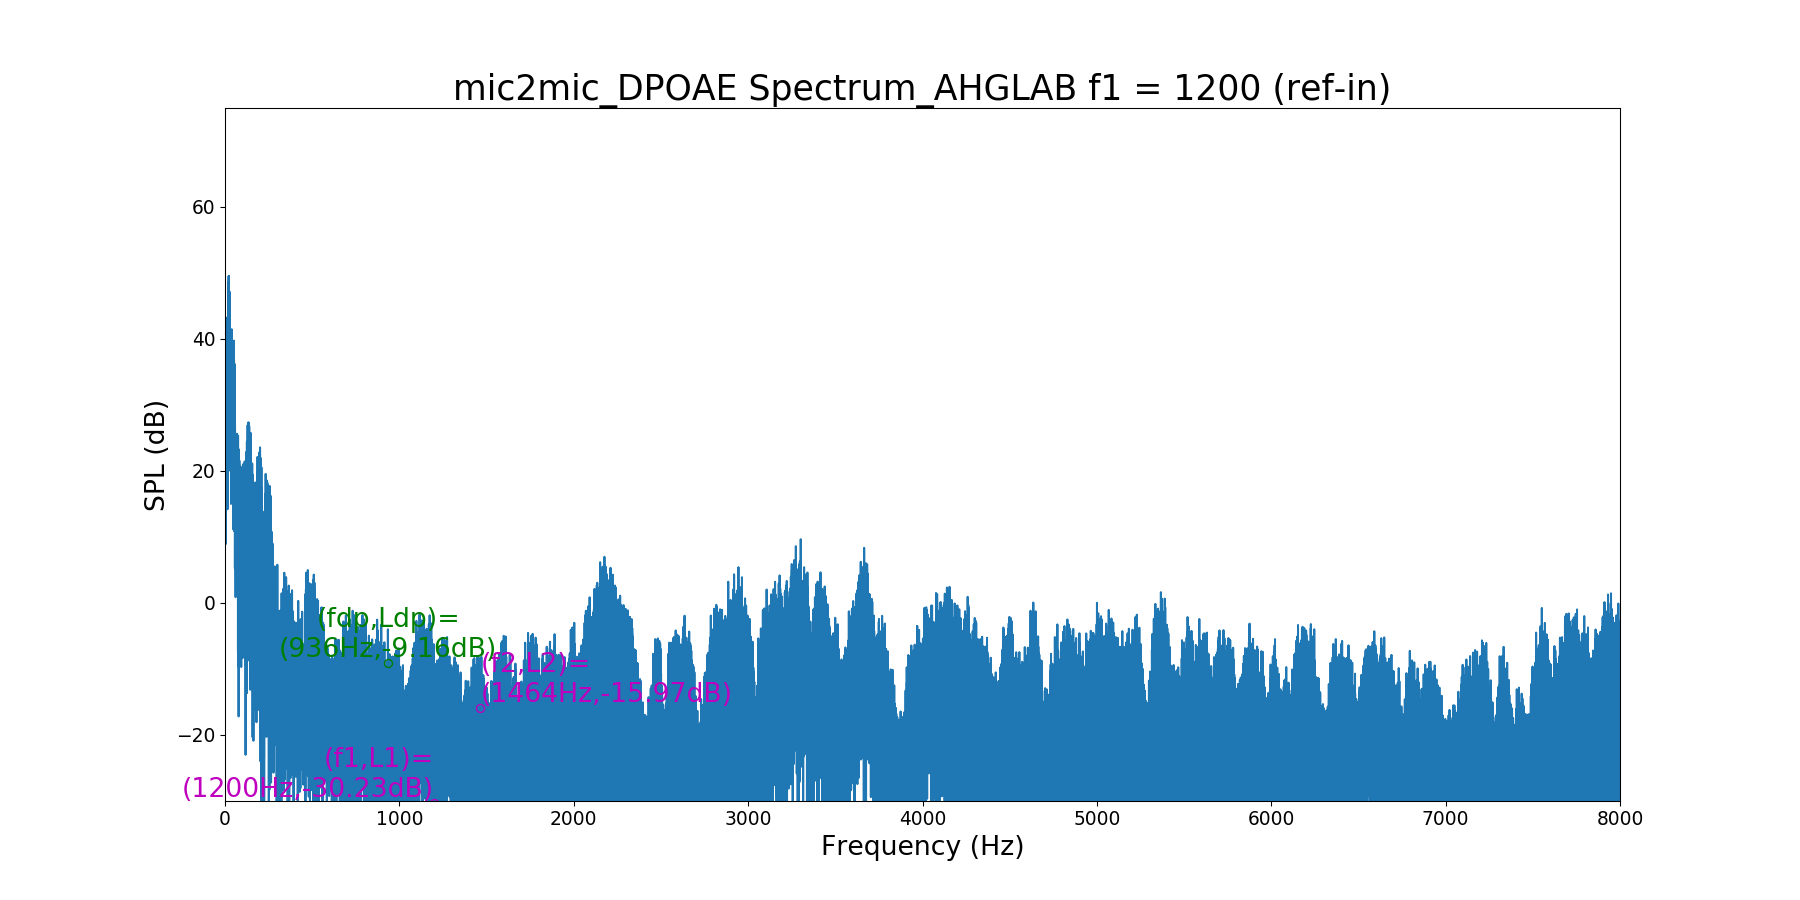 mic2mic_DPOAE Spectrum_AHGLAB f1 = 1200 (ref-in)
SPL (dB)
60
40
20
0
−20
(fdp,Ldp)=
(936Hz,-9.16dB)
(f2,L2)=
(1464Hz,-15.97dB)
(f1,L1)=
(1200Hz,-30.23dB)
0 1000 2000 3000 4000 5000 6000 7000 8000
Frequency (Hz)